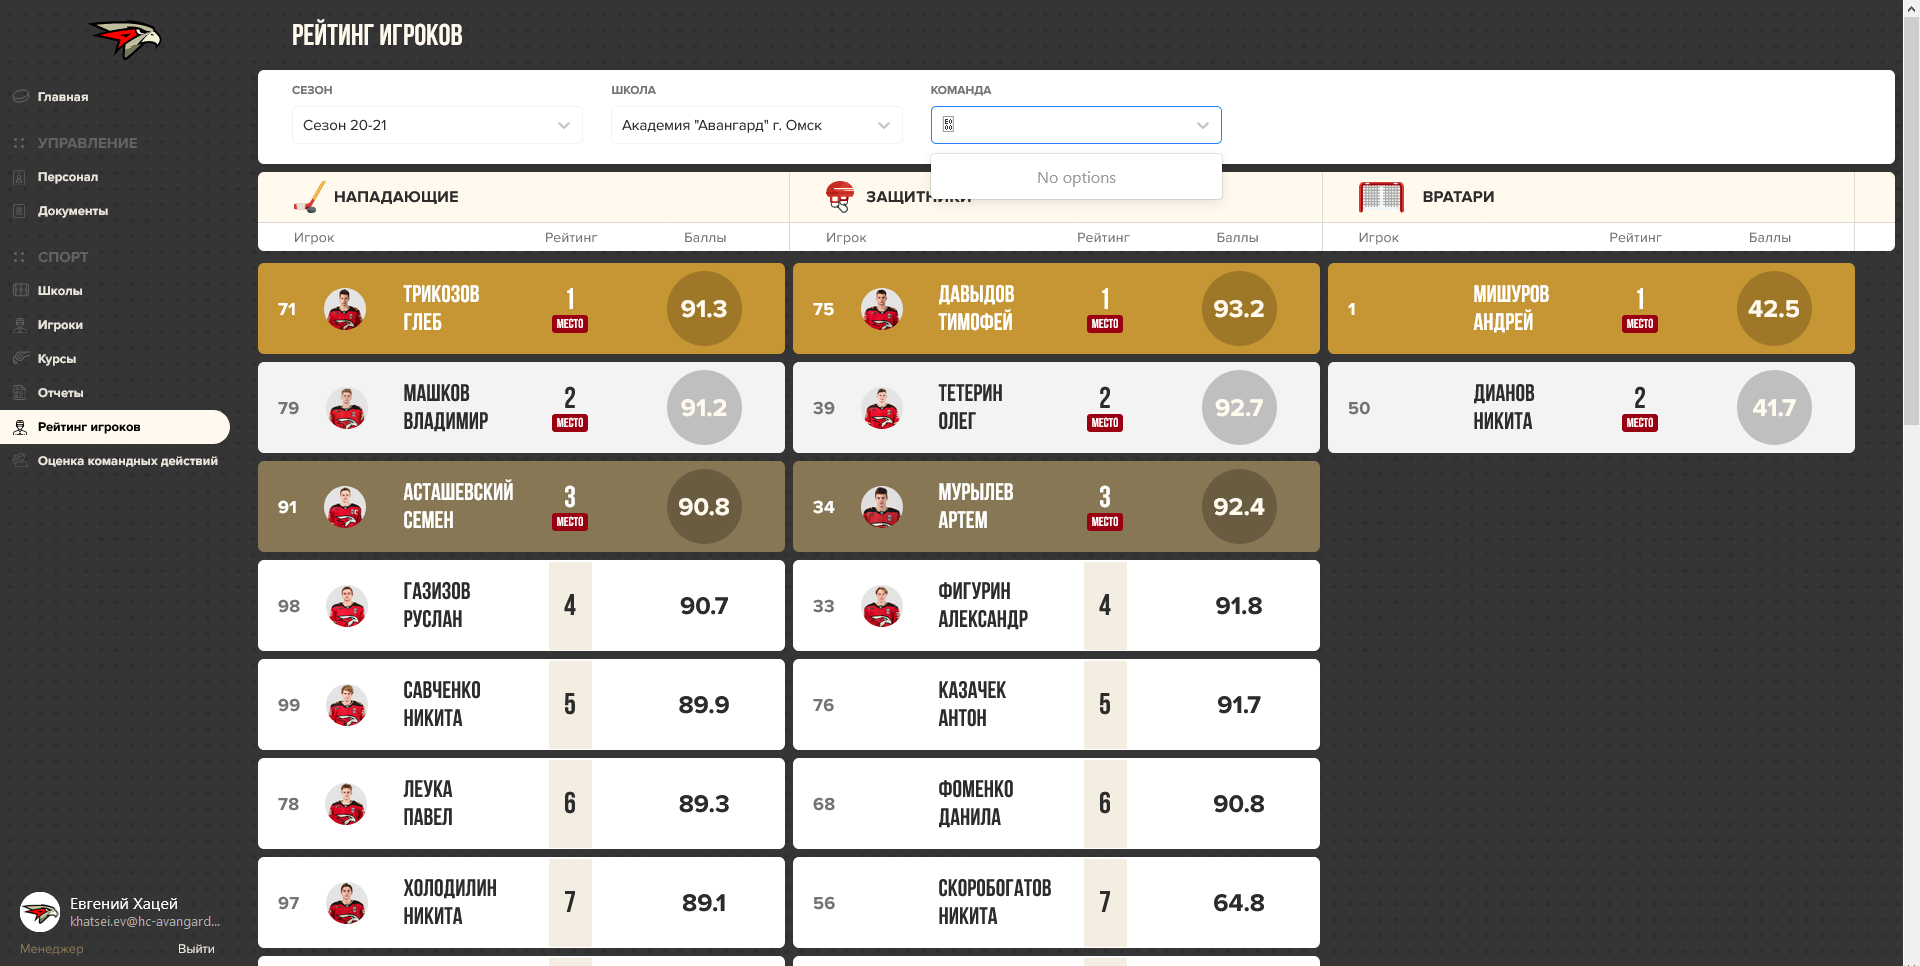 РЕЙТИНГ ИГРОКОВ
Главная
УПРАВЛЕНИЕ
Персонал
Документы
СПОРТ
Школы
Игроки
Курсы
Отчеты
Рейтинг игроков
Оценка командных действий
Евгений Хацей
khatsei.ev@hc-avangard...
Менеджер Выйти
СЕЗОН ШКОЛА КОМАНДА
Сезон 20-21 Академия "Авангард" г. Омск
No options
НАПАДАЮЩИЕ ЗАЩИТНИКИ ВРАТАРИ
Игрок Рейтинг Баллы Игрок Рейтинг Баллы Игрок Рейтинг Баллы
71 ТРИКОЗОВ ГЛЕБ 1 МЕСТО 91.3
75 ДАВЫДОВ ТИМОФЕЙ 1 МЕСТО 93.2
1 МИШУРОВ АНДРЕЙ 1 МЕСТО 42.5
79 МАШКОВ ВЛАДИМИР 2 МЕСТО 91.2
39 ТЕТЕРИН ОЛЕГ 2 МЕСТО 92.7
50 ДИАНОВ НИКИТА 2 МЕСТО 41.7
91 АСТАШЕВСКИЙ СЕМЕН 3 МЕСТО 90.8
34 МУРЫЛЕВ АРТЕМ 3 МЕСТО 92.4
98 ГАЗИЗОВ РУСЛАН 4 90.7
33 ФИГУРИН АЛЕКСАНДР 4 91.8
99 САВЧЕНКО НИКИТА 5 89.9
76 КАЗАЧЕК АНТОН 5 91.7
78 ЛЕУКА ПАВЕЛ 6 89.3
68 ФОМЕНКО ДАНИЛА 6 90.8
97 ХОЛОДИЛИН НИКИТА 7 89.1
56 СКОРОБОГАТОВ НИКИТА 7 64.8